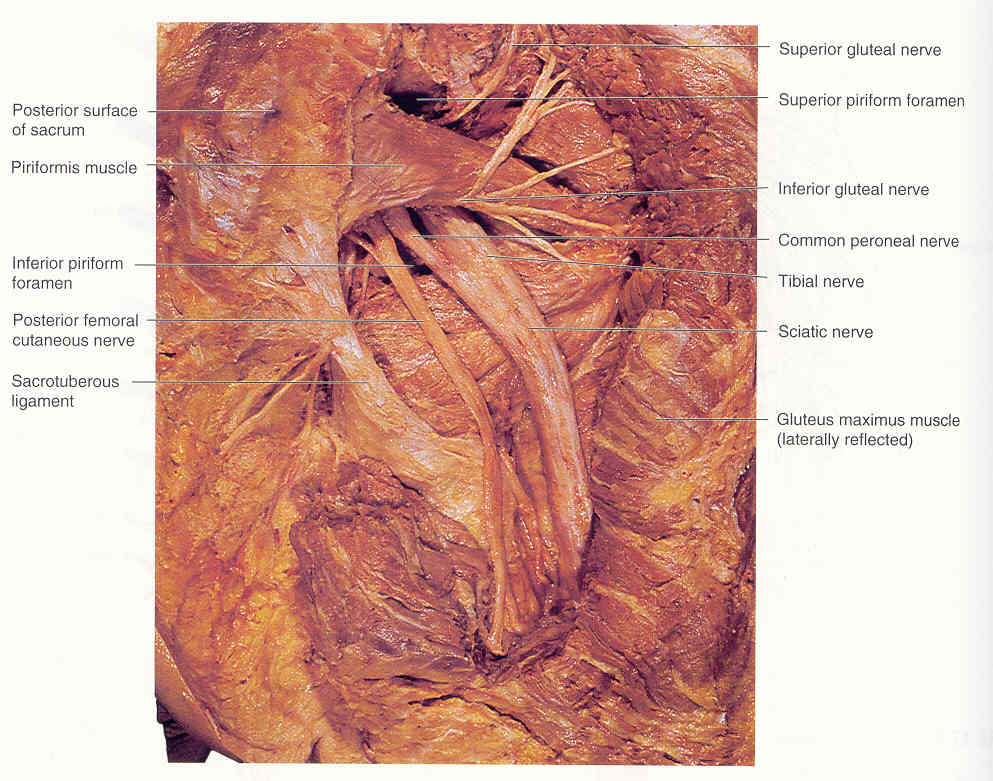 Posterior surface
of sacrum
Piriformis muscle
Inferior piriform
foramen
Posterior femoral
cutaneous nerve
Sacrotuberous
ligament
Superior gluteal nerve
Superior piriform foramen
Inferior gluteal nerve
Common peroneal nerve
Tibial nerve
Sciatic nerve
Gluteus maximus muscle
(laterally reflected)